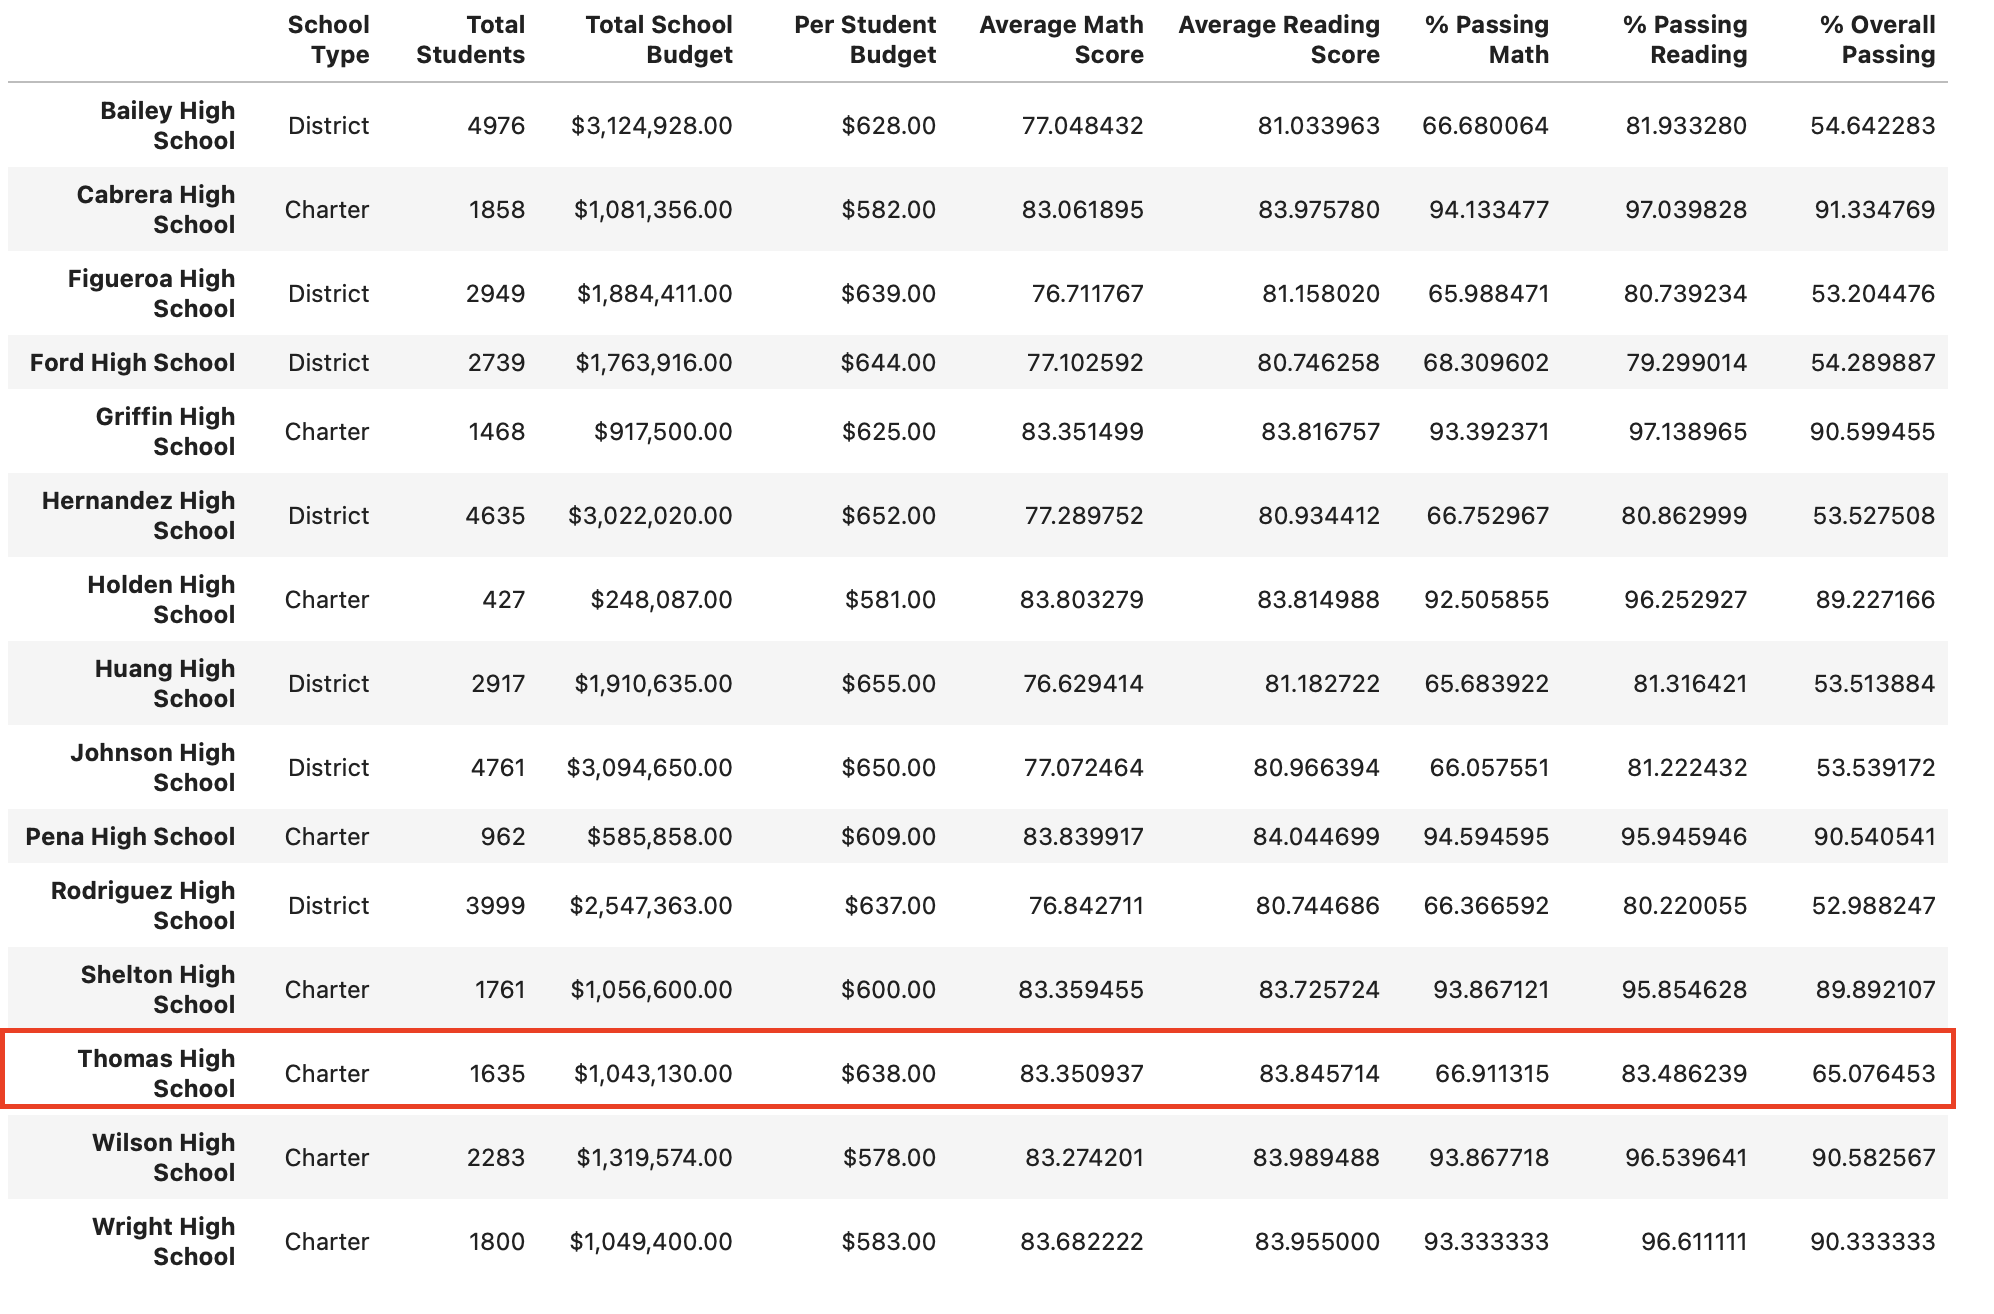 School Type Total Students Total School Budget Per Student Budget Average Math Score Average Reading Score % Passing Math % Passing Reading % Overall Passing
Bailey High School District 4976 $3,124,928.00 $628.00 77.048432 81.033963 66.680064 81.933280 54.642283
Cabrera High School Charter 1858 $1,081,356.00 $582.00 83.061895 83.975780 94.133477 97.039828 91.334769
Figueroa High School District 2949 $1,884,411.00 $639.00 76.711767 81.158020 65.988471 80.739234 53.204476
Ford High School District 2739 $1,763,916.00 $644.00 77.102592 80.746258 68.309602 79.299014 54.289887
Griffin High School Charter 1468 $917,500.00 $625.00 83.351499 83.816757 93.392371 97.138965 90.599455
Hernandez High School District 4635 $3,022,020.00 $652.00 77.289752 80.934412 66.752967 80.862999 53.527508
Holden High School Charter 427 $248,087.00 $581.00 83.803279 83.814988 92.505855 96.252927 89.227166
Huang High School District 2917 $1,910,635.00 $655.00 76.629414 81.182722 65.683922 81.316421 53.513884
Johnson High School District 4761 $3,094,650.00 $650.00 77.072464 80.966394 66.057551 81.222432 53.539172
Pena High School Charter 962 $585,858.00 $609.00 83.839917 84.044699 94.594595 95.945946 90.540541
Rodriguez High School District 3999 $2,547,363.00 $637.00 76.842711 80.744686 66.366592 80.220055 52.988247
Shelton High School Charter 1761 $1,056,600.00 $600.00 83.359455 83.725724 93.867121 95.854628 89.892107
Thomas High School Charter 1635 $1,043,130.00 $638.00 83.350937 83.845714 66.911315 83.486239 65.076453
Wilson High School Charter 2283 $1,319,574.00 $578.00 83.274201 83.989488 93.867718 96.539641 90.582567
Wright High School Charter 1800 $1,049,400.00 $583.00 83.682222 83.955000 93.333333 96.611111 90.333333